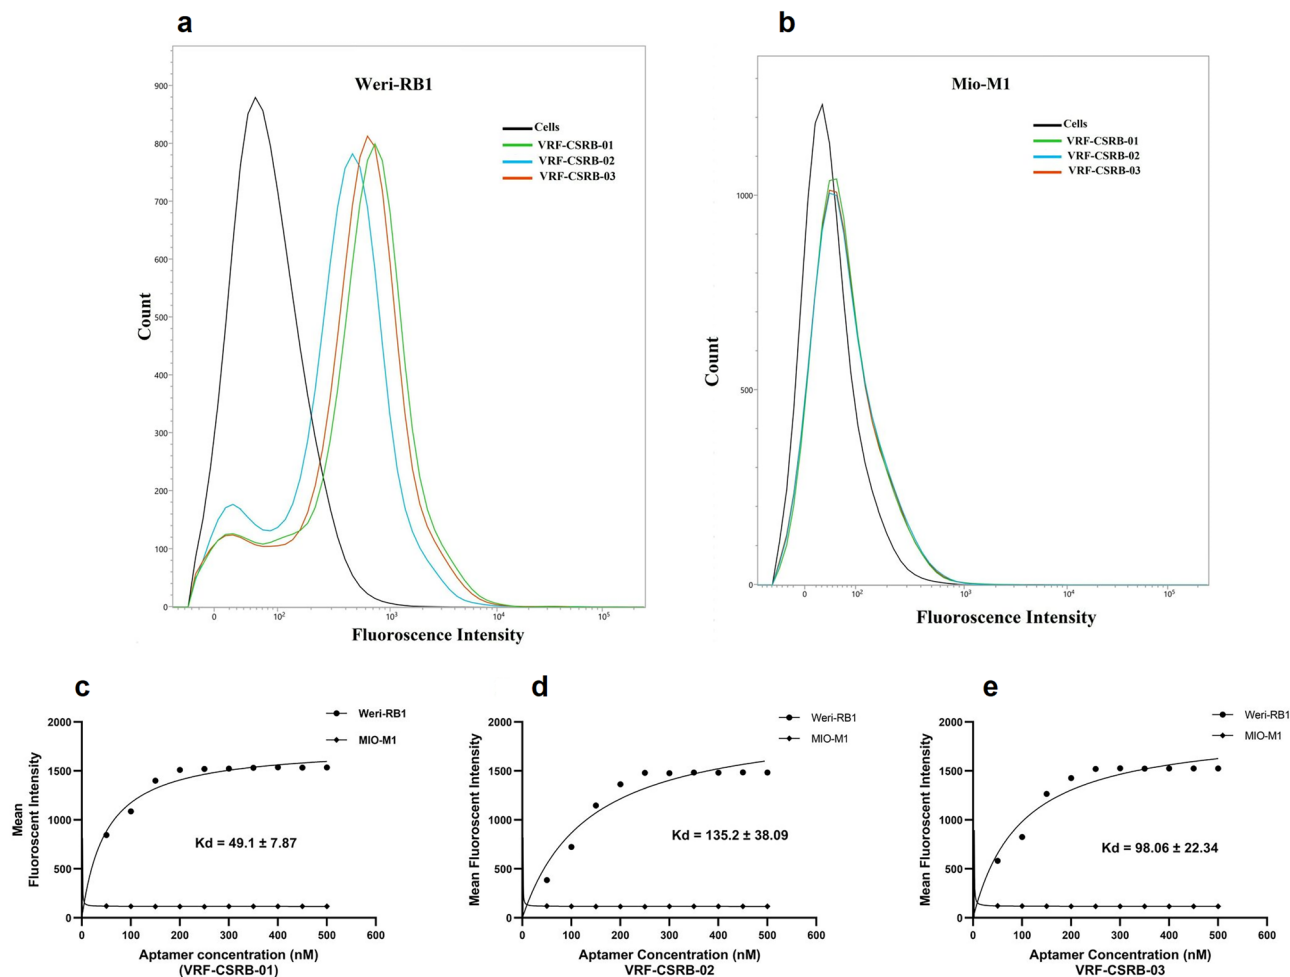 a
Weri-RB1
Cells
VRF-CSRB-01
VRF-CSRB-02
VRF-CSRB-03
900
800
700
600
500
400
300
200
100
0
Count
0
10²
10³
10⁴
10⁵
Fluoroscence Intensity
b
Mio-M1
Cells
VRF-CSRB-01
VRF-CSRB-02
VRF-CSRB-03
1000
500
0
Count
0
10²
10³
10⁴
10⁵
Fluoroscence Intensity
c
Weri-RB1
MIO-M1
2000
1500
1000
500
0
Mean
Fluoroscent Intensity
Kd = 49.1 ± 7.87
0
100
200
300
400
500
600
Aptamer concentration (nM)
(VRF-CSRB-01)
d
Weri-RB1
MIO-M1
2000
1500
1000
500
0
Mean Fluoroscent Intensity
Kd = 135.2 ± 38.09
0
100
200
300
400
500
600
Aptamer Concentration (nM)
VRF-CSRB-02
e
Weri-RB1
MIO-M1
2000
1500
1000
500
0
Mean Fluoroscent Intensity
Kd = 98.06 ± 22.34
0
100
200
300
400
500
600
Aptamer Concentration (nM)
VRF-CSRB-03